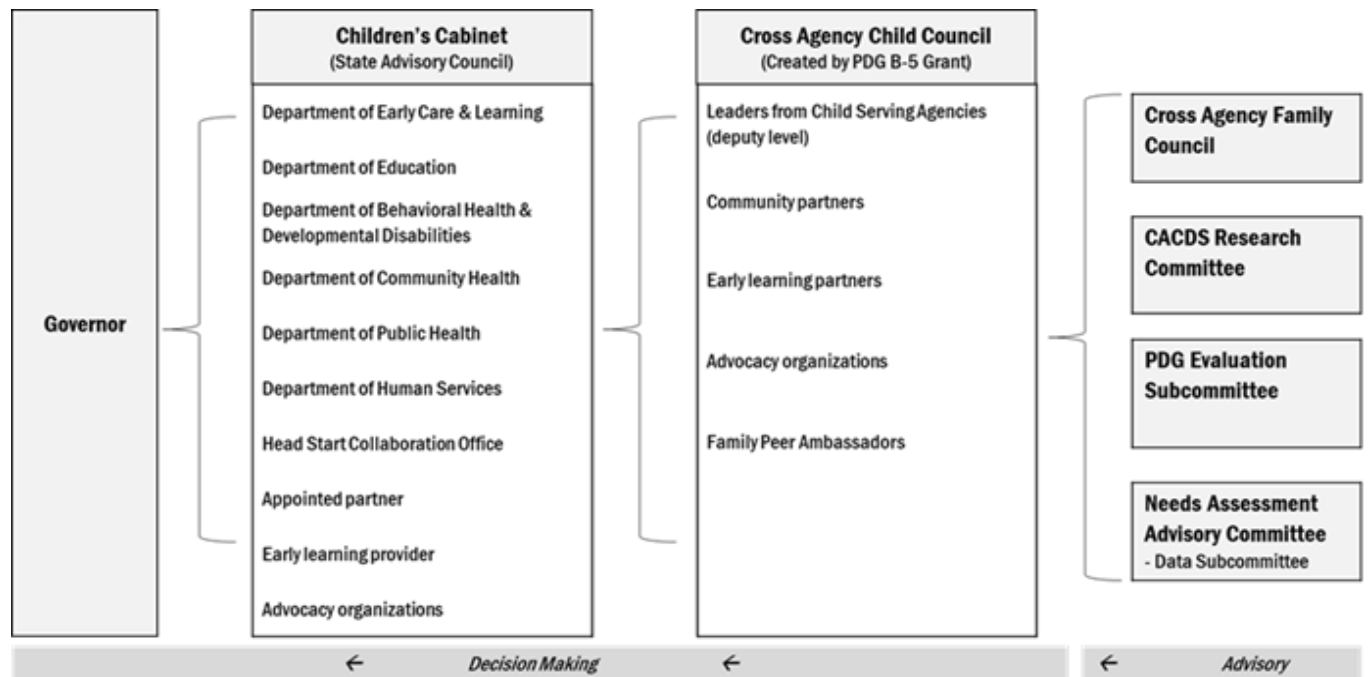 Governor
Children's Cabinet
(State Advisory Council)
Department of Early Care & Learning
Department of Education
Department of Behavioral Health &
Developmental Disabilities
Department of Community Health
Department of Public Health
Department of Human Services
Head Start Collaboration Office
Appointed partner
Early learning provider
Advocacy organizations
Cross Agency Child Council
(Created by PDG B-5 Grant)
Leaders from Child Serving Agencies
(deputy level)
Community partners
Early learning partners
Advocacy organizations
Family Peer Ambassadors
Cross Agency Family
Council
CACDS Research
Committee
PDG Evaluation
Subcommittee
Needs Assessment
Advisory Committee
- Data Subcommittee
← Decision Making ←
← Advisory